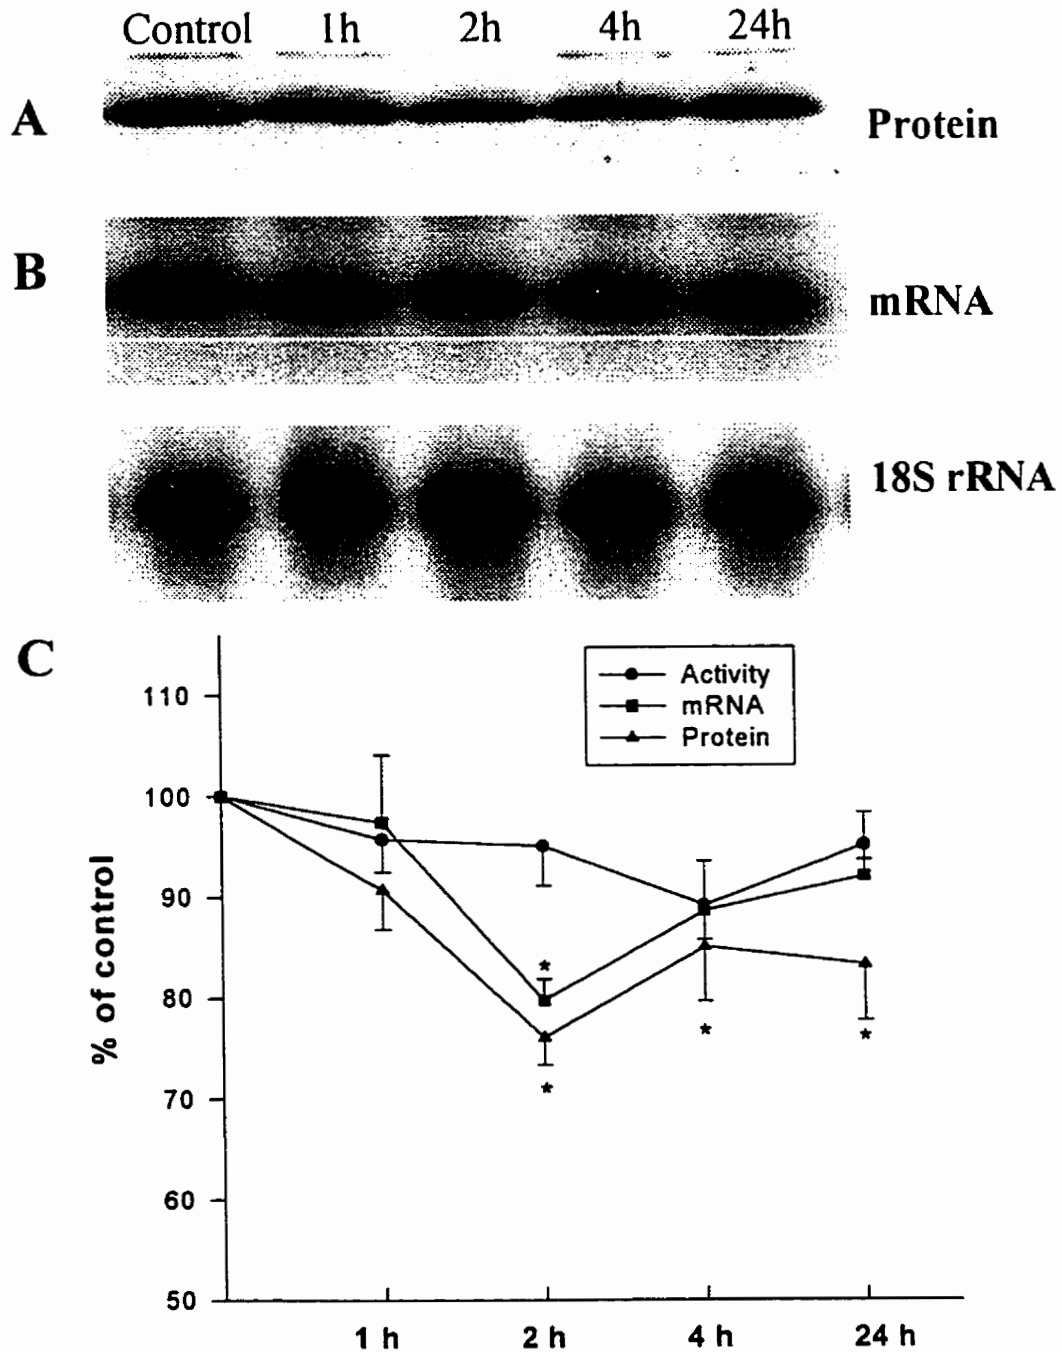 Control 1h 2h 4h 24h
A Protein
B mRNA
18S rRNA
C
Activity
mRNA
Protein
110
100
90
80
70
60
50
% of control
* * * *
1 h 2 h 4 h 24 h